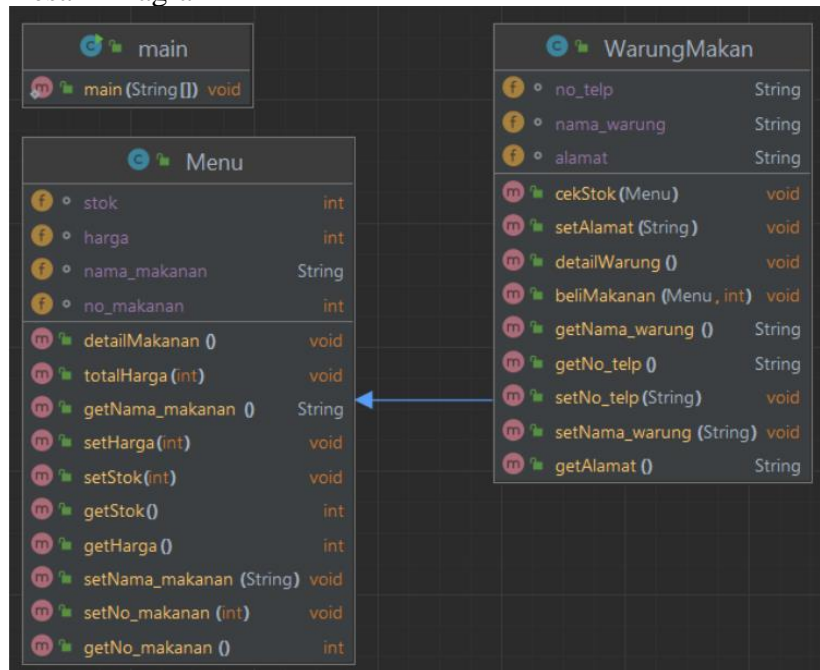 main
main(String[]) void
Menu
stok int
harga int
nama_makanan String
no_makanan int
detailMakanan () void
totalHarga(int) void
getNama_makanan () String
setHarga(int) void
setStok(int) void
getStok() int
getHarga() int
setNama_makanan (String) void
setNo_makanan (int) void
getNo_makanan () int
WarungMakan
no_telp String
nama_warung String
alamat String
cekStok(Menu) void
setAlamat(String) void
detailWarung () void
beliMakanan (Menu, int) void
getNama_warung () String
getNo_telp () String
setNo_telp(String) void
setNama_warung (String) void
getAlamat () String